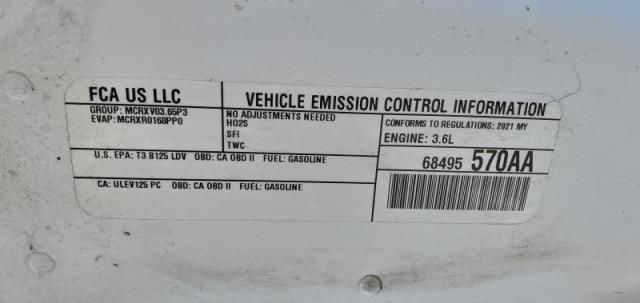 FCA US LLC
GROUP: MCRXV03.65P3
EVAP: MCRXR0168PP0
VEHICLE EMISSION CONTROL INFORMATION
NO ADJUSTMENTS NEEDED
HO2S
SFI
TWC
CONFORMS TO REGULATIONS: 2021 MY
ENGINE: 3.6L
U.S. EPA: T3 B125 LDV OBD: CA OBD II FUEL: GASOLINE
CA: ULEV125 PC OBD: CA OBD II FUEL: GASOLINE
68495 570AA